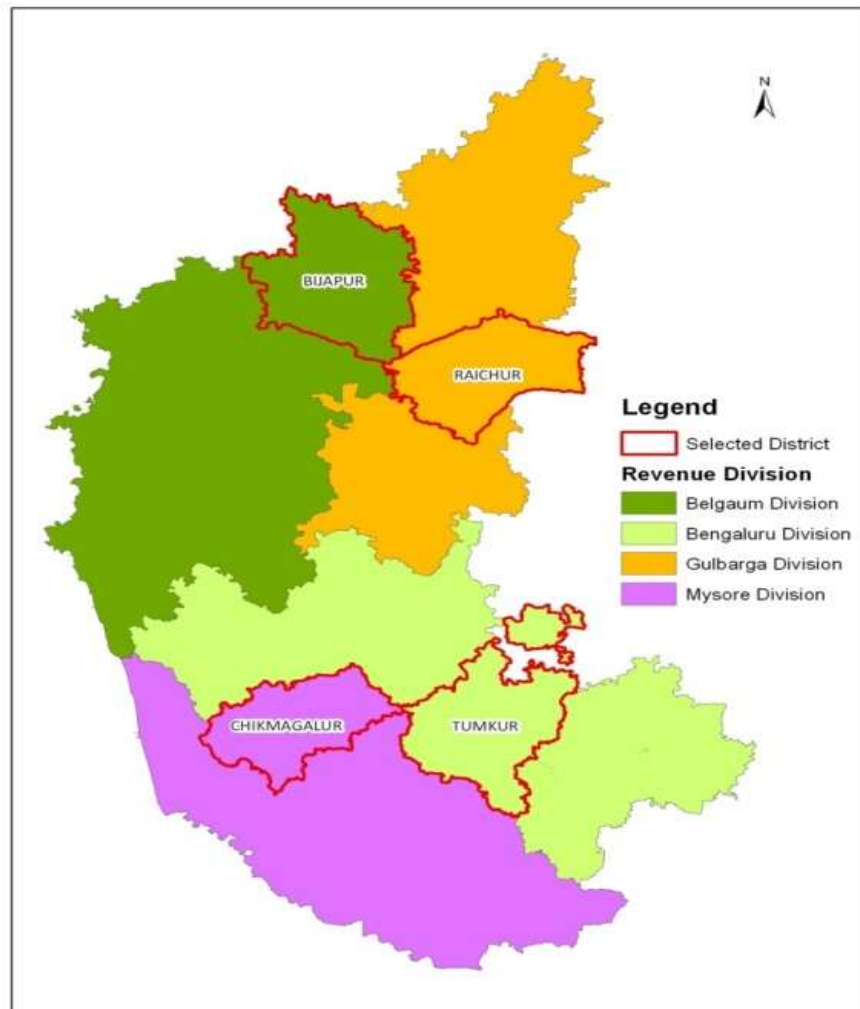 N
BIJAPUR
RAICHUR
Legend
Selected District
Revenue Division
Belgaum Division
Bengaluru Division
Gulbarga Division
Mysore Division
CHIKMAGALUR
TUMKUR